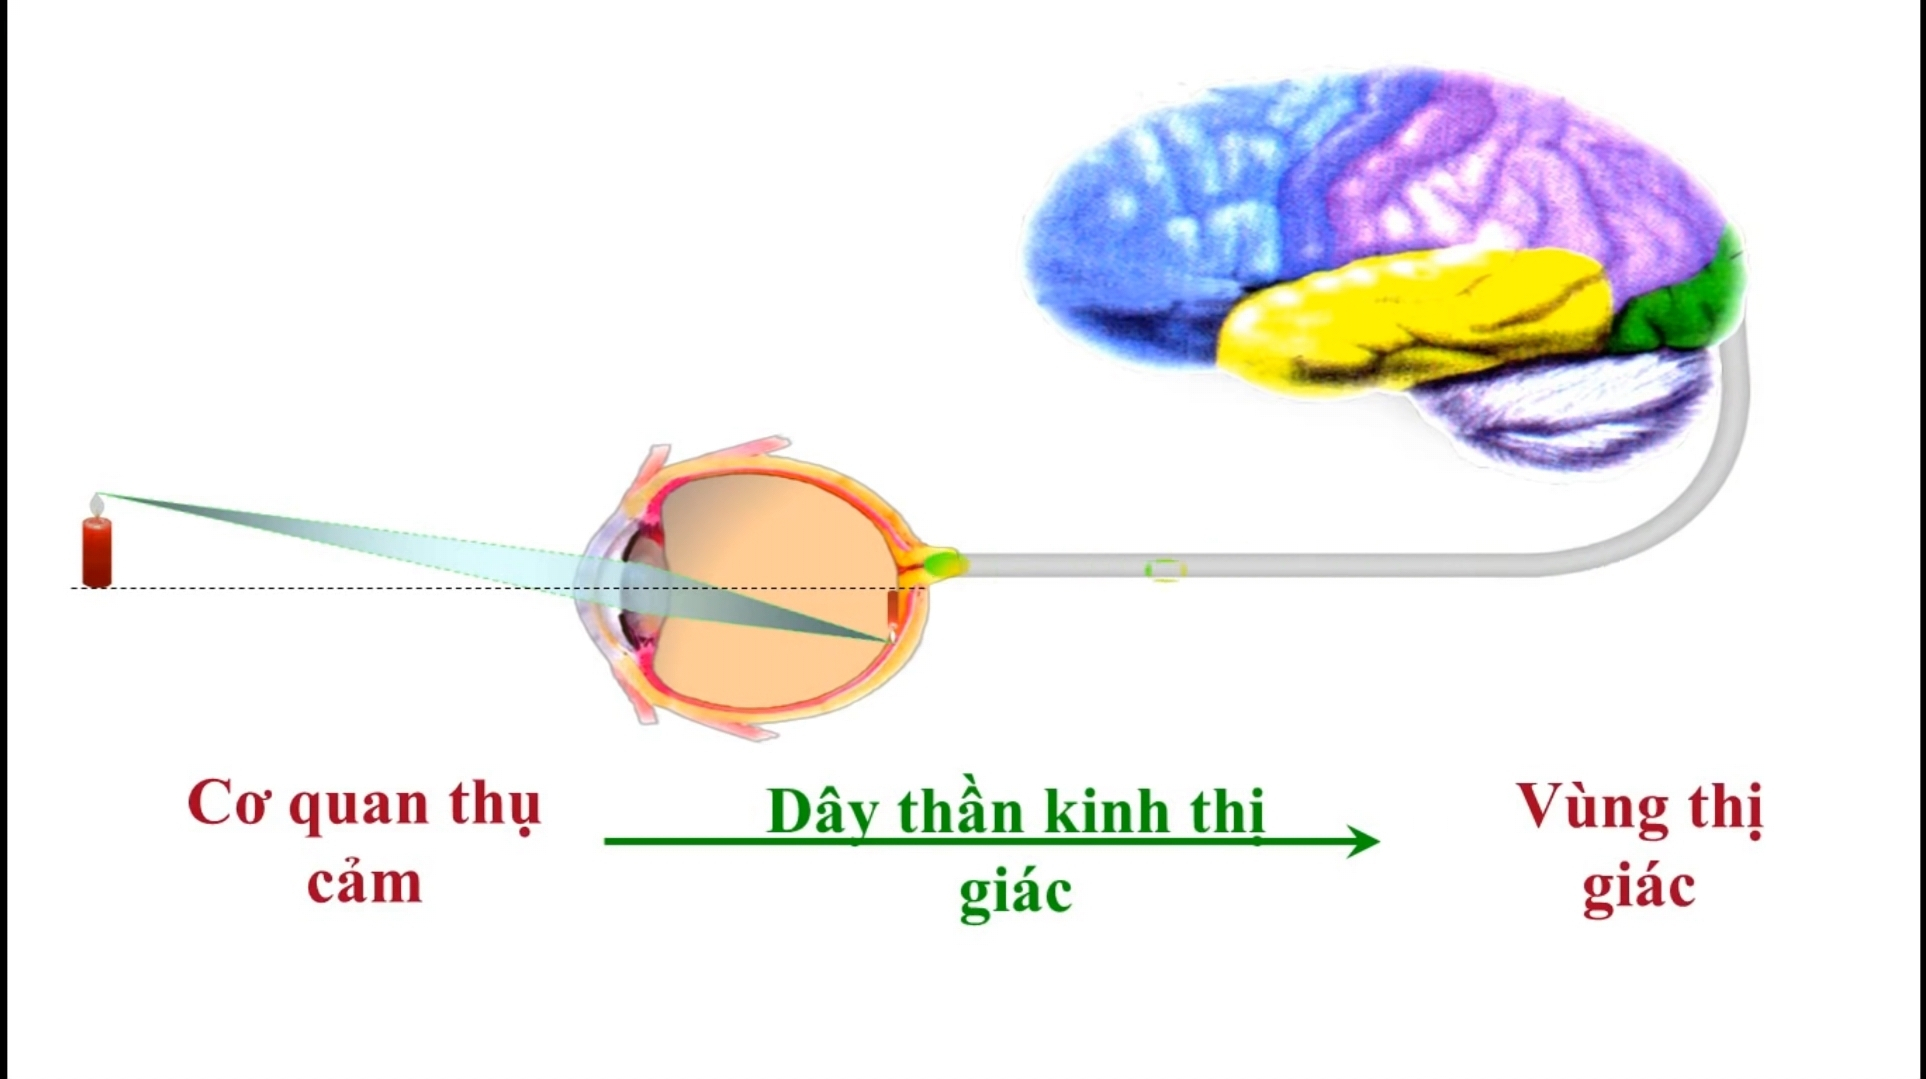 Cơ quan thụ
cảm
Dây thần kinh thị
giác
Vùng thị
giác